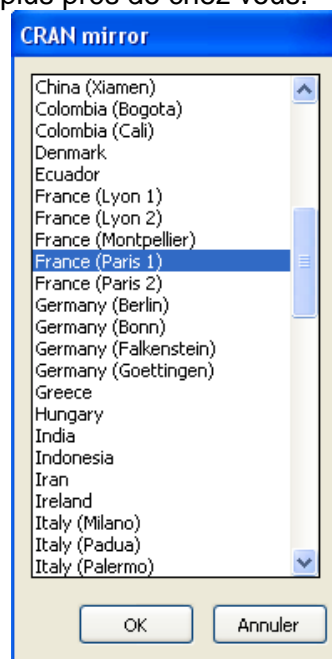 plus près de chez vous.
CRAN mirror
China (Xiamen)
Colombia (Bogota)
Colombia (Cali)
Denmark
Ecuador
France (Lyon 1)
France (Lyon 2)
France (Montpellier)
France (Paris 1)
France (Paris 2)
Germany (Berlin)
Germany (Bonn)
Germany (Falkenstein)
Germany (Goettingen)
Greece
Hungary
India
Indonesia
Iran
Ireland
Italy (Milano)
Italy (Padua)
Italy (Palermo)
OK Annuler